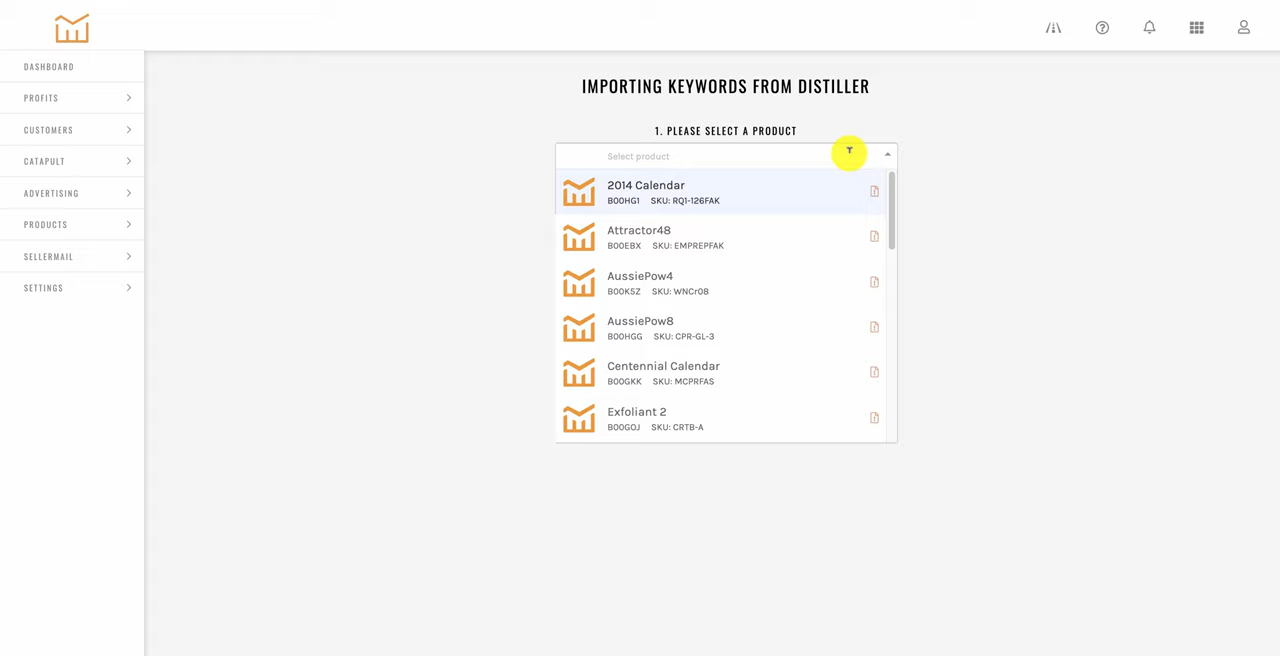 DASHBOARD
PROFITS
CUSTOMERS
CATAPULT
ADVERTISING
PRODUCTS
SELLERMAIL
SETTINGS
IMPORTING KEYWORDS FROM DISTILLER
1. PLEASE SELECT A PRODUCT
Select product
2014 Calendar
B00HG1 SKU: RQ1-126FAK
Attractor48
B00EBX SKU: EMPREPFAK
AussiePow4
B00K5Z SKU: WNCr08
AussiePow8
B00HGG SKU: CPR-GL-3
Centennial Calendar
B00GKK SKU: MCPRFAS
Exfoliant 2
B00GOJ SKU: CRTB-A